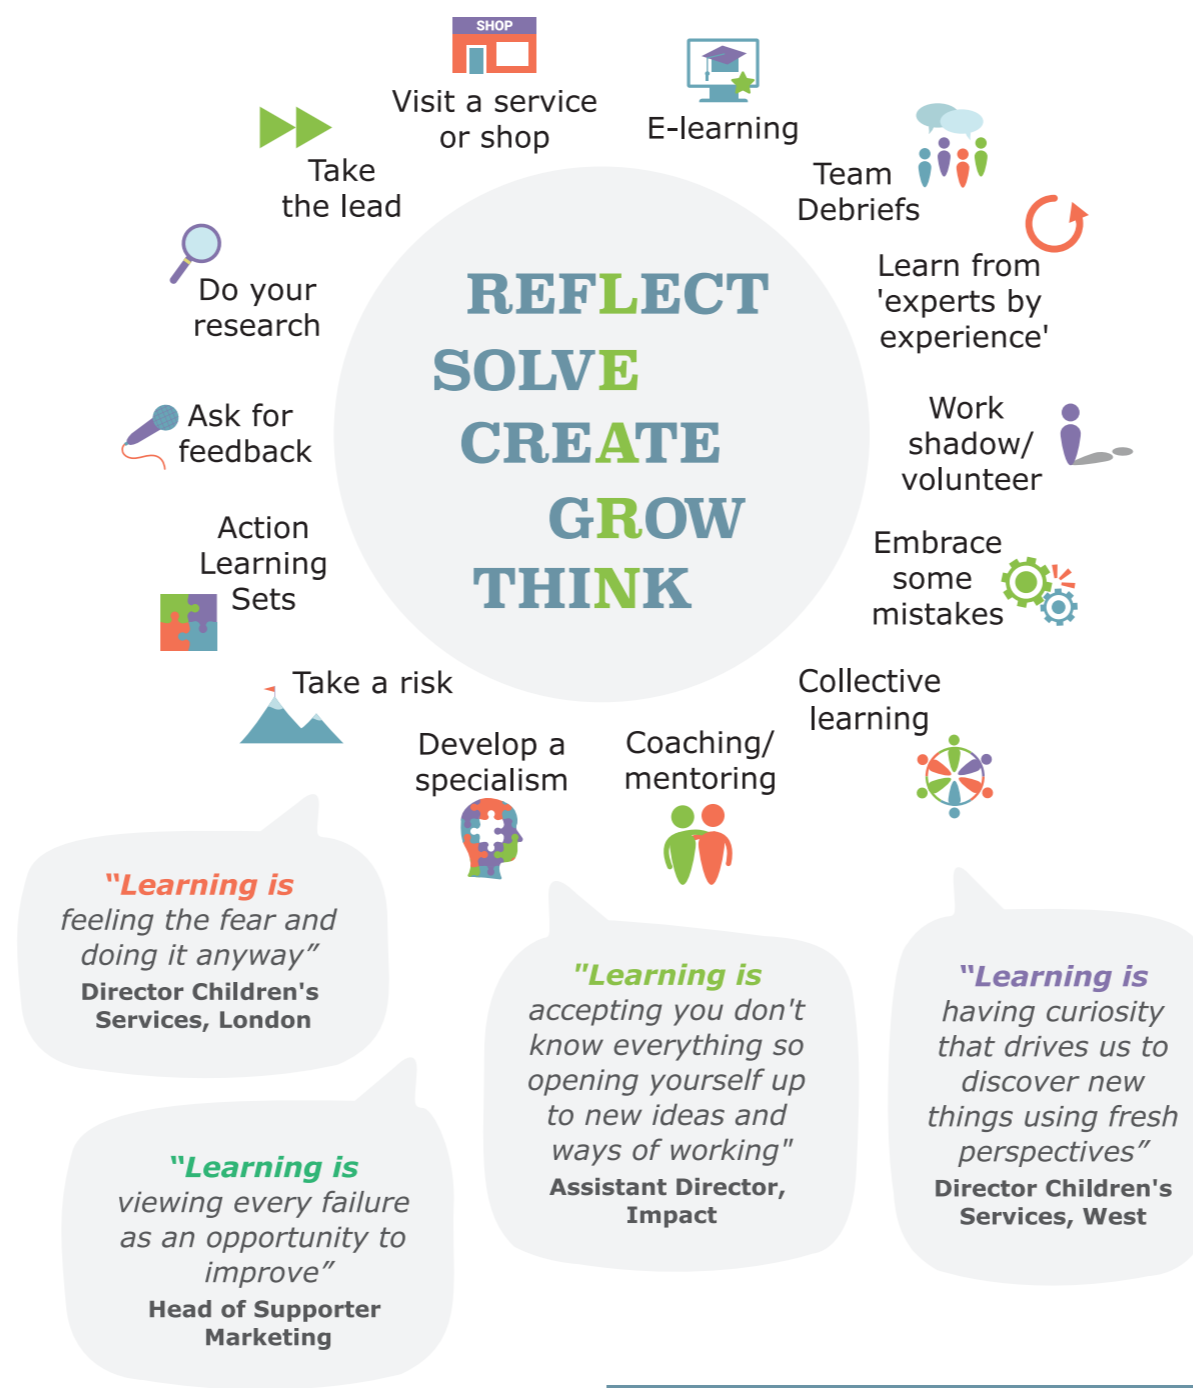 SHOP
Visit a service
or shop
E-learning
Team
Debriefs
Learn from
'experts by
experience'
Work
shadow/
volunteer
Embrace
some
mistakes
Collective
learning
Coaching/
mentoring
Develop a
specialism
Take a risk
Action
Learning
Sets
Ask for
feedback
Do your
research
Take
the lead
REFLECT
SOLVE
CREATE
GROW
THINK
“Learning is
feeling the fear and
doing it anyway”
Director Children's
Services, London
“Learning is
viewing every failure
as an opportunity to
improve”
Head of Supporter
Marketing
"Learning is
accepting you don't
know everything so
opening yourself up
to new ideas and
ways of working"
Assistant Director,
Impact
“Learning is
having curiosity
that drives us to
discover new
things using fresh
perspectives”
Director Children's
Services, West